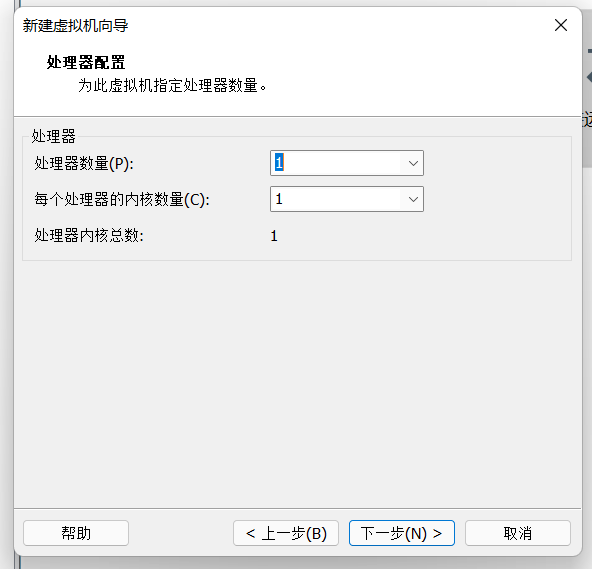 新建虚拟机向导
处理器配置
为此虚拟机指定处理器数量。
处理器
处理器数量(P):
1
每个处理器的内核数量(C):
1
处理器内核总数:
1
帮助
< 上一步(B)
下一步(N) >
取消